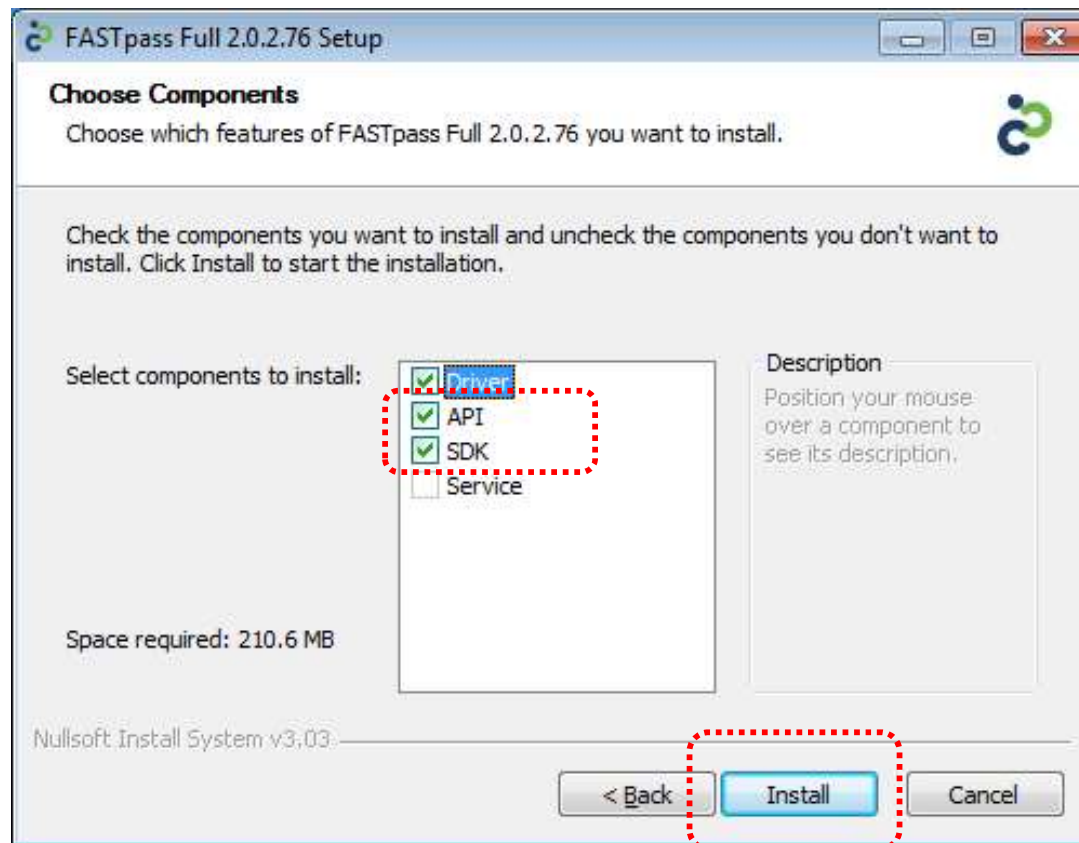 FASTpass Full 2.0.2.76 Setup
Choose Components
Choose which features of FASTpass Full 2.0.2.76 you want to install.
Check the components you want to install and uncheck the components you don't want to
install. Click Install to start the installation.
Select components to install:
Driver
API
SDK
Service
Description
Position your mouse
over a component to
see its description.
Space required: 210.6 MB
Nullsoft Install System v3.03
< Back
Install
Cancel